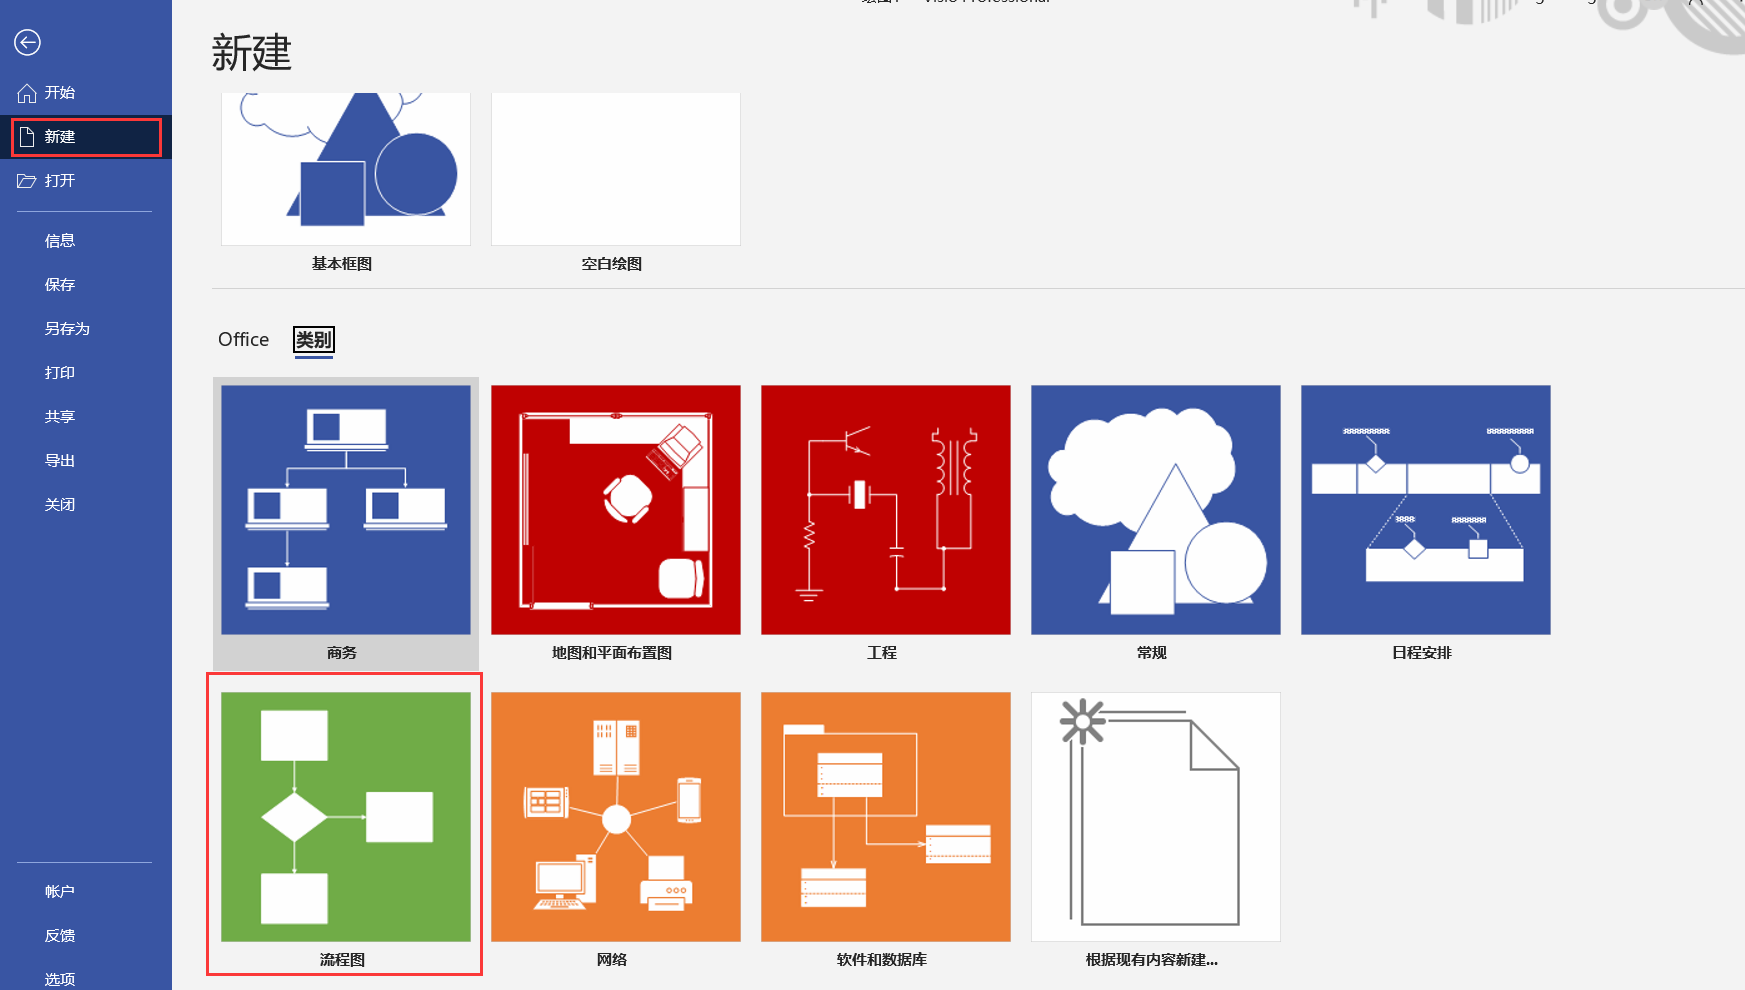 新建
开始
新建
打开
信息
保存
另存为
打印
共享
导出
关闭
帐户
反馈
选项
基本框图
空白绘图
Office
类别
商务
地图和平面布置图
工程
常规
日程安排
流程图
网络
软件和数据库
根据现有内容新建...